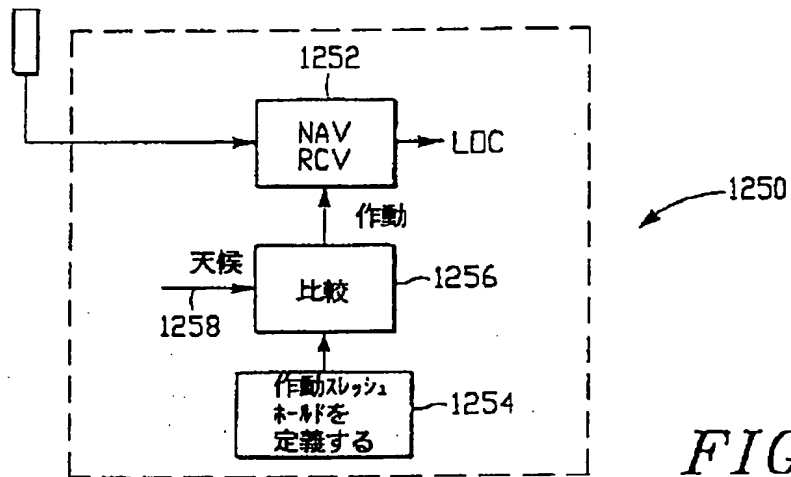 1252
NAV
RCV
LOC
1250
作動
天候
比較
1256
1258
作動スレッシュ
ホールドを
定義する
1254
FIG